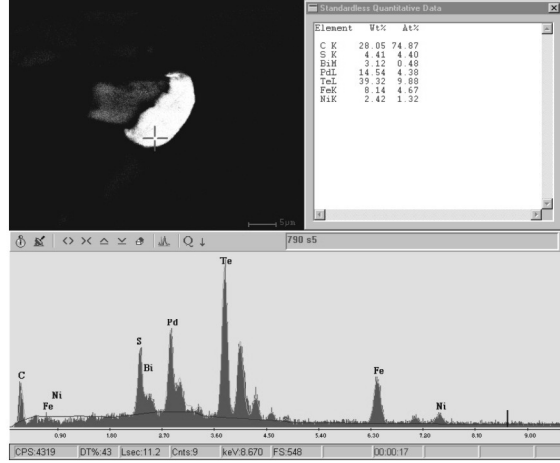 Standardless Quantitative Data
Element Wt% At%
C K 28.05 74.87
S K 4.41 4.40
BiM 3.12 0.48
PdL 14.54 4.38
TeL 39.32 9.88
FeK 8.14 4.67
NiK 2.42 1.32
5μm
Q
790 s5
Te
Pd
S
Bi
C
Ni
Fe
Fe
Ni
0.90 1.80 2.70 3.60 4.50 5.40 6.30 7.20 8.10 9.00
CPS:4319 DT%:43 Lsec:11.2 Cnts:9 keV:8.670 FS:548 00:00:17